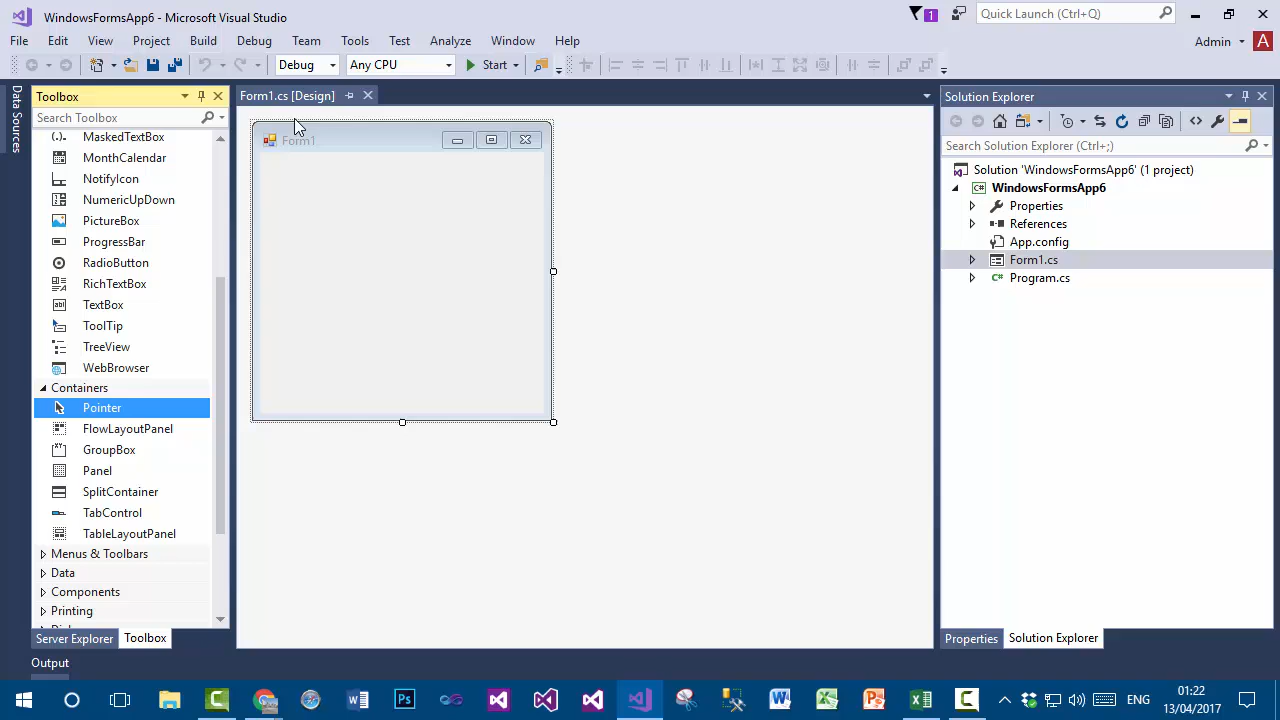 WindowsFormsApp6 - Microsoft Visual Studio
1
Quick Launch (Ctrl+Q)
File Edit View Project Build Debug Team Tools Test Analyze Window Help
Admin A
Debug Any CPU Start
Data Sources
Toolbox
Search Toolbox
MaskedTextBox
MonthCalendar
NotifyIcon
NumericUpDown
PictureBox
ProgressBar
RadioButton
RichTextBox
TextBox
ToolTip
TreeView
WebBrowser
Containers
Pointer
FlowLayoutPanel
GroupBox
Panel
SplitContainer
TabControl
TableLayoutPanel
Menus & Toolbars
Data
Components
Printing
Server Explorer Toolbox
Form1.cs [Design]
Form1
Solution Explorer
Search Solution Explorer (Ctrl+;)
Solution 'WindowsFormsApp6' (1 project)
C# WindowsFormsApp6
Properties
References
App.config
Form1.cs
C# Program.cs
Properties Solution Explorer
Output
ENG
01:22
13/04/2017